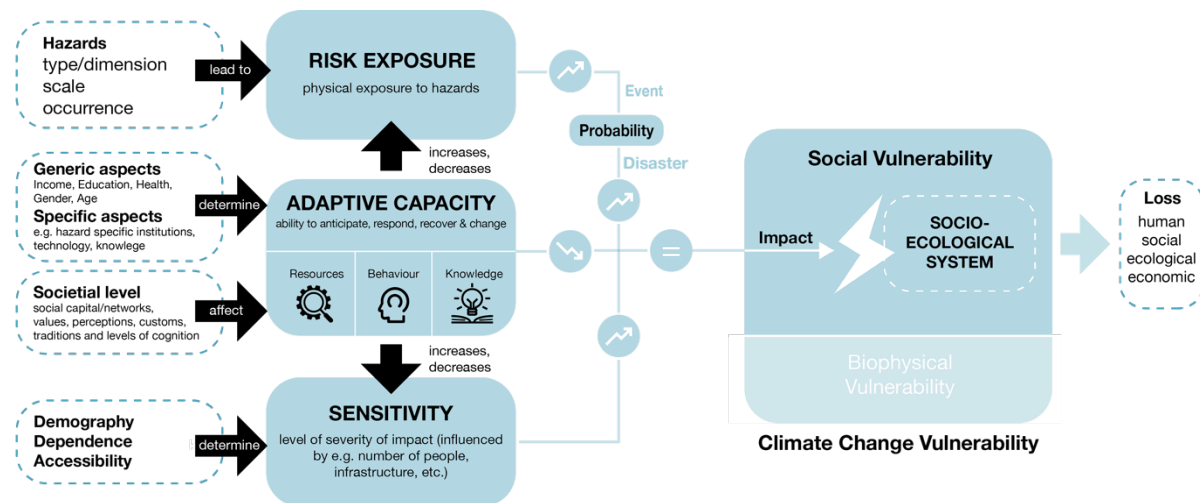 Hazards
type/dimension
scale
occurrence
lead to
RISK EXPOSURE
physical exposure to hazards
increases,
decreases
Generic aspects
Income, Education, Health,
Gender, Age
Specific aspects
e.g. hazard specific institutions,
technology, knowlege
determine
ADAPTIVE CAPACITY
ability to anticipate, respond, recover & change
Resources
Behaviour
Knowledge
Societial level
social capital/networks,
values, perceptions, customs,
traditions and levels of cognition
affect
increases,
decreases
Demography
Dependence
Accessibility
determine
SENSITIVITY
level of severity of impact (influenced
by e.g. number of people,
infrastructure, etc.)
Event
Probability
Disaster
=
Impact
Social Vulnerability
SOCIO-
ECOLOGICAL
SYSTEM
Biophysical
Vulnerability
Climate Change Vulnerability
Loss
human
social
ecological
economic